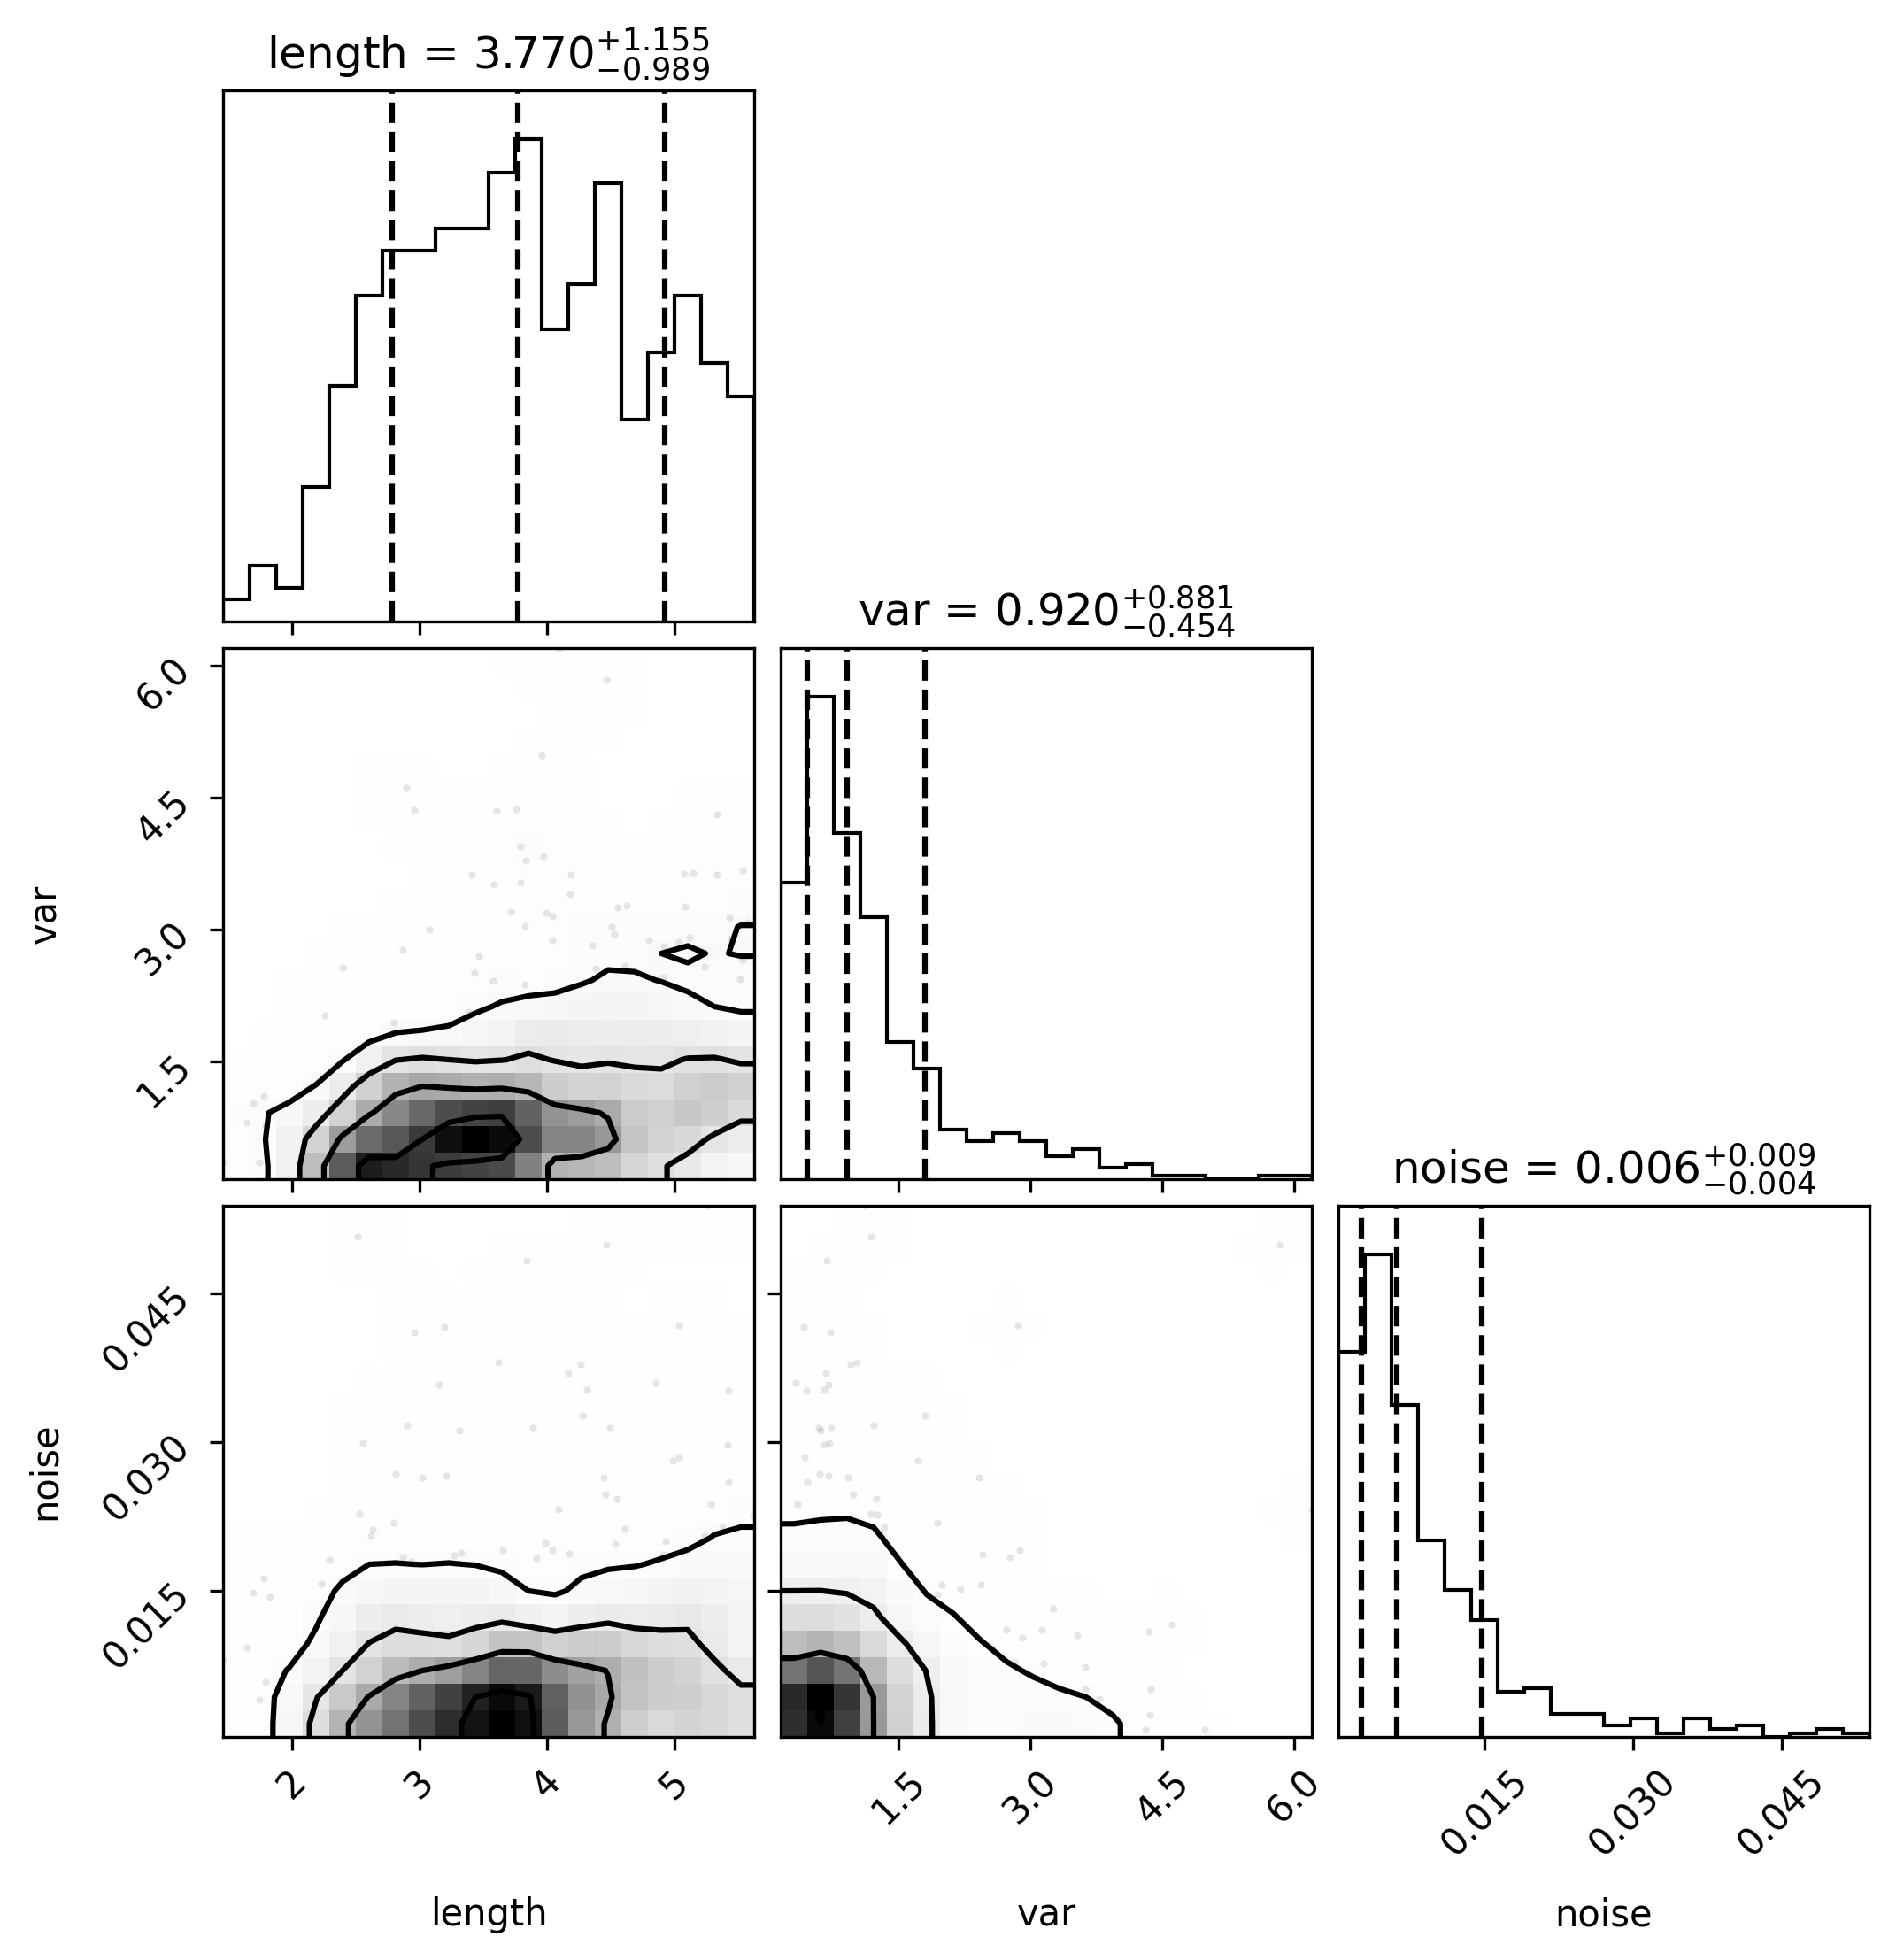 length = 3.770 +1.155 −0.989
var = 0.920 +0.881 −0.454
6.0
4.5
3.0
1.5
var
noise = 0.006 +0.009 −0.004
0.045
0.030
0.015
noise
2 3 4 5
1.5 3.0 4.5 6.0
0.015 0.030 0.045
length
var
noise